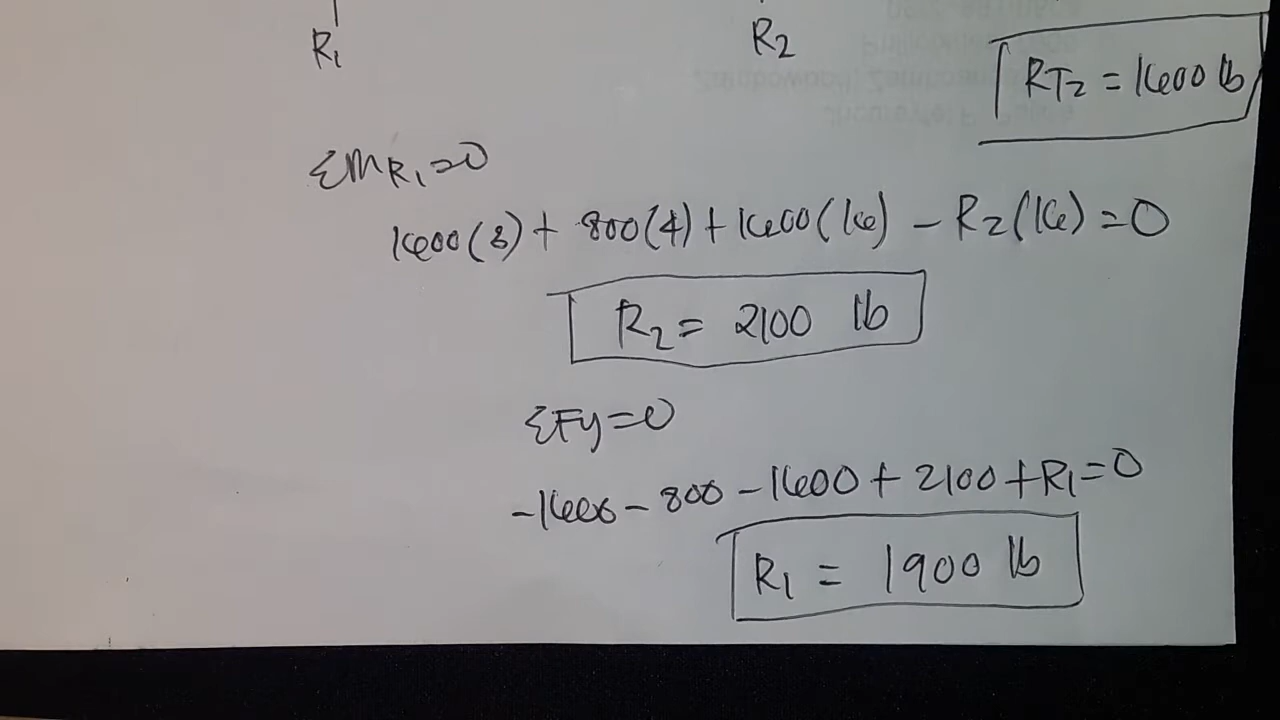 R1 R2
RT2 = 1600 lb
ΣMR1=0
1600(3) + 800(4) + 1600(16) - R2(16) = 0
R2 = 2100 lb
ΣFy=0
-1600 - 800 - 1600 + 2100 + R1 = 0
R1 = 1900 lb